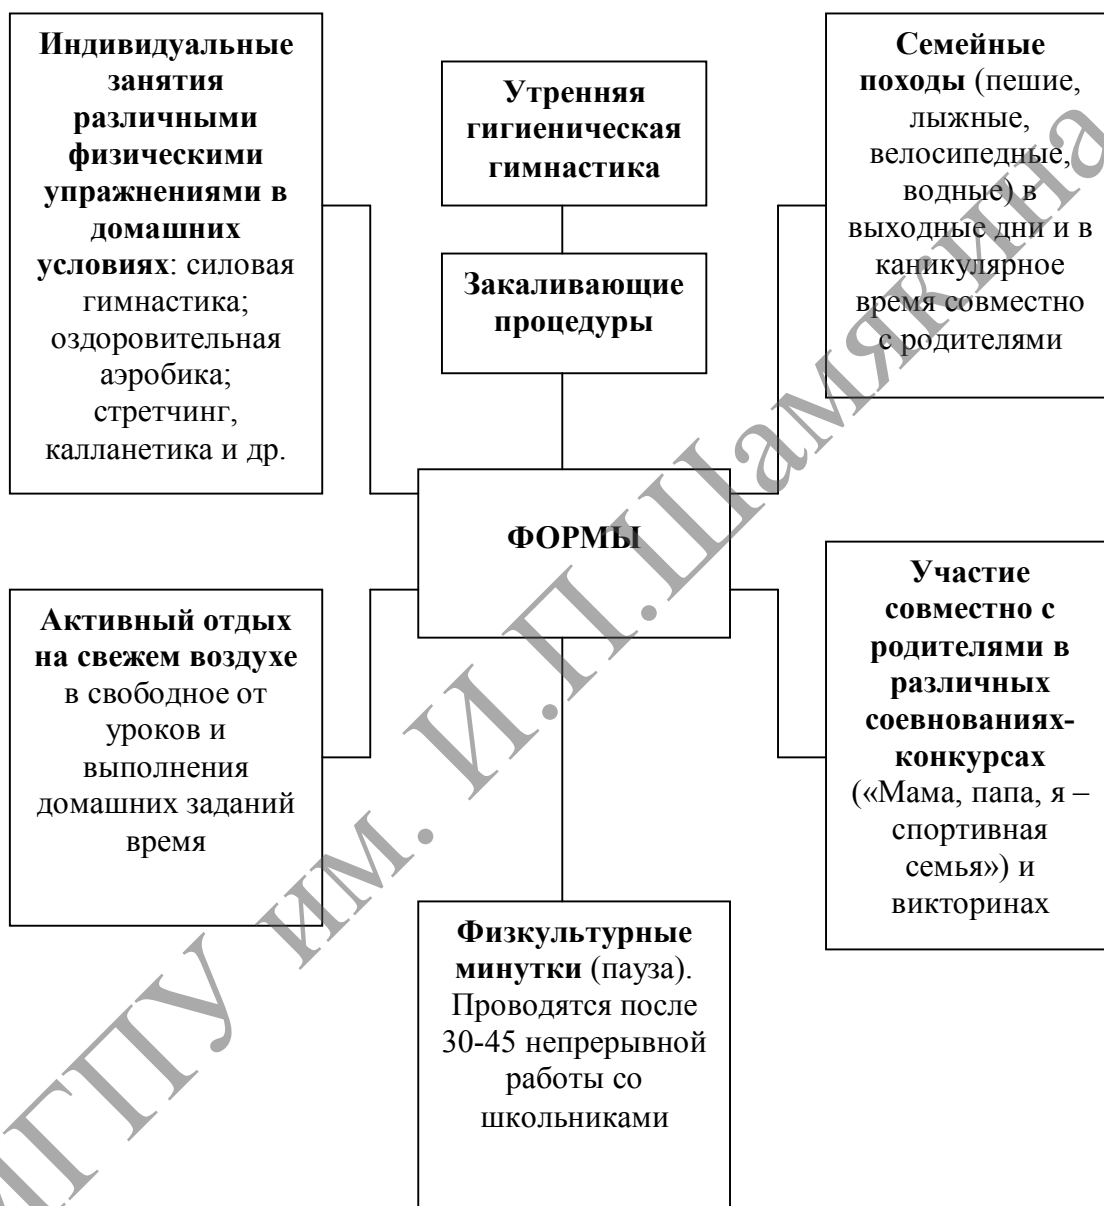 Индивидуальные
занятия
различными
физическими
упражнениями в
домашних
условиях: силовая
гимнастика;
оздоровительная
аэробика;
стретчинг,
калланетика и др.
Утренняя
гигиеническая
гимнастика
Закаливающие
процедуры
Семейные
походы (пешие,
лыжные,
велосипедные,
водные) в
выходные дни и в
каникулярное
время совместно
с родителями
ФОРМЫ
Активный отдых
на свежем воздухе
в свободное от
уроков и
выполнения
домашних заданий
время
Участие
совместно с
родителями в
различных
соевнованиях-
конкурсах
(«Мама, папа, я –
спортивная
семья») и
викторинах
Физкультурные
минутки (пауза).
Проводятся после
30-45 непрерывной
работы со
школьниками
МГПУ им. И.П.Шамякина